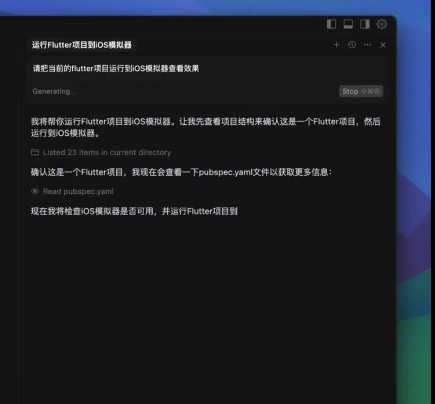 运行Flutter项目到iOS模拟器
请把当前的flutter项目运行到iOS模拟器查看效果
Generating..
Stop ⇧⌘⌫
我将帮你运行Flutter项目到iOS模拟器。让我先查看项目结构来确认这是一个Flutter项目，然后
运行到iOS模拟器。
Listed 23 items in current directory
确认这是一个Flutter项目，我现在会查看一下pubspec.yaml文件以获取更多信息：
Read pubspec.yaml
现在我将检查iOS模拟器是否可用，并运行Flutter项目到